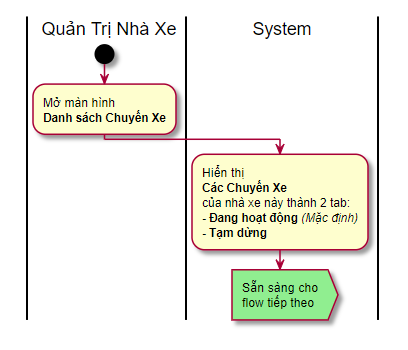 Quản Trị Nhà Xe
System
Mở màn hình
Danh sách Chuyến Xe
Hiển thị
Các Chuyến Xe
của nhà xe này thành 2 tab:
- Đang hoạt động (Mặc định)
- Tạm dừng
Sẵn sàng cho
flow tiếp theo